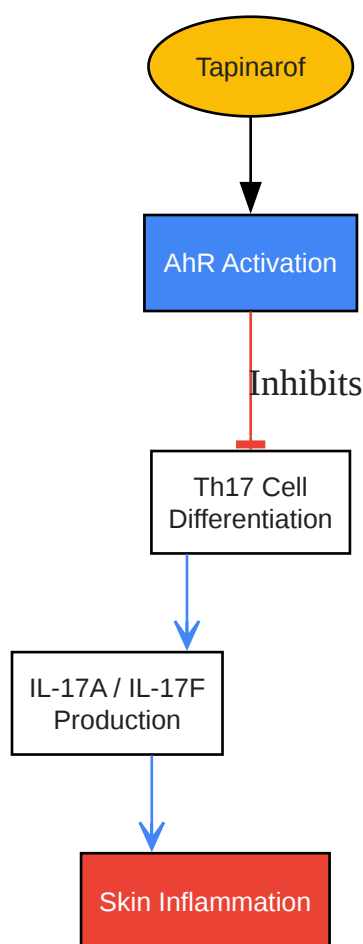 Tapinarof
AhR Activation
Inhibits
Th17 Cell
Differentiation
IL-17A / IL-17F
Production
Skin Inflammation